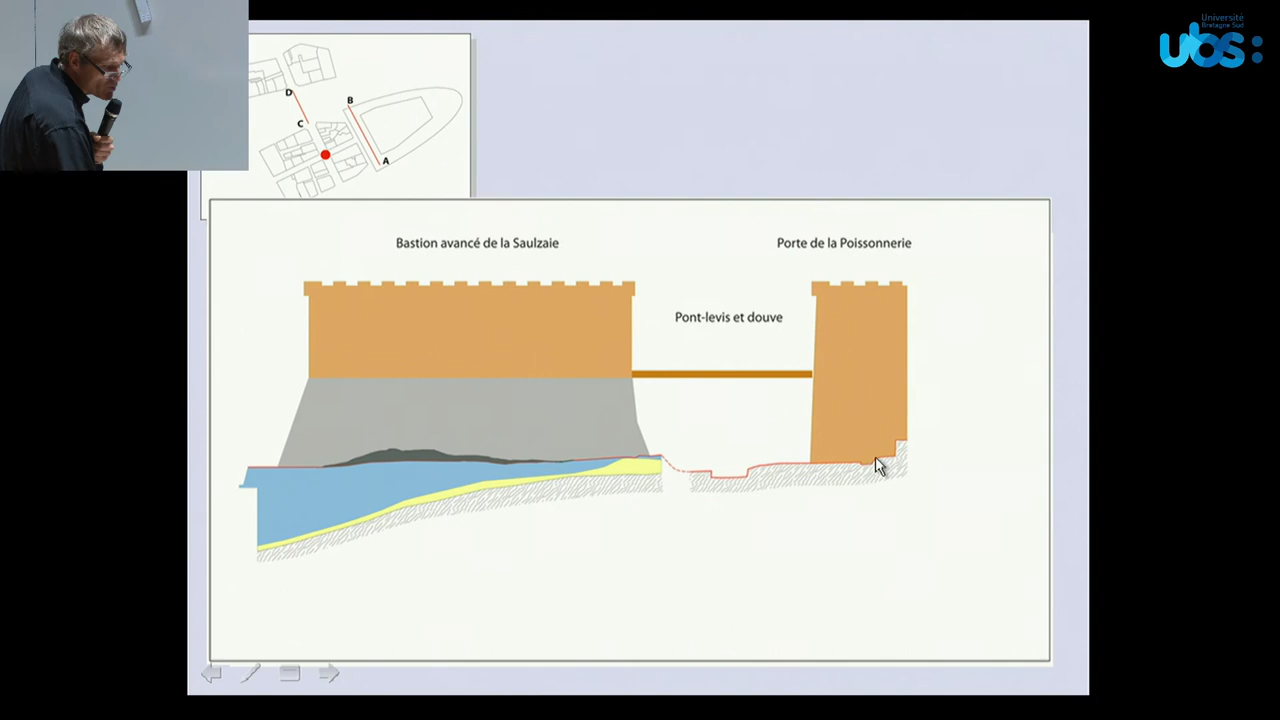 Université
Bretagne Sud
ubs:
D
B
C
A
Bastion avancé de la Saulzaie
Porte de la Poissonnerie
Pont-levis et douve